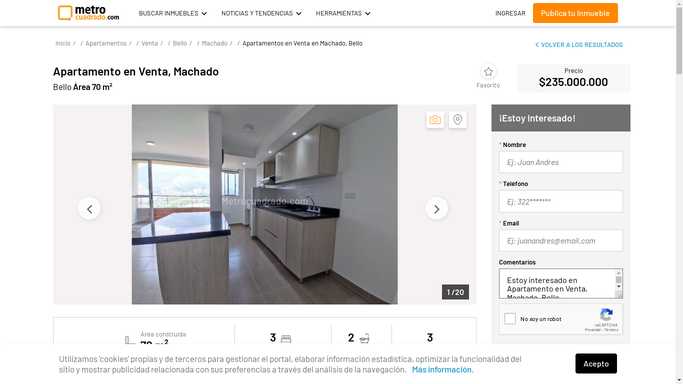 metro
cuadrado.com
BUSCAR INMUEBLES
NOTICIAS Y TENDENCIAS
HERRAMIENTAS
INGRESAR
Publica tu Inmueble
Inicio / / Apartamentos / / Venta / / Bello / / Machado / / Apartamentos en Venta en Machado, Bello
VOLVER A LOS RESULTADOS
Apartamento en Venta, Machado
Bello Area 70 m²
Favorito
Precio
$235.000.000
Metrocuadrado.com
1 / 20
¡Estoy Interesado!
* Nombre
Ej: Juan Andres
* Teléfono
Ej: 322*******
* Email
Ej: juanandres@email.com
Comentarios
Estoy interesado en
Apartamento en Venta,
Machado, Bello
No soy un robot
reCAPTCHA
Privacidad - Términos
Área construida
70 m²
3
2
3
Utilizamos 'cookies' propias y de terceros para gestionar el portal, elaborar información estadística, optimizar la funcionalidad del
sitio y mostrar publicidad relacionada con sus preferencias a través del análisis de la navegación. Más información.
Acepto